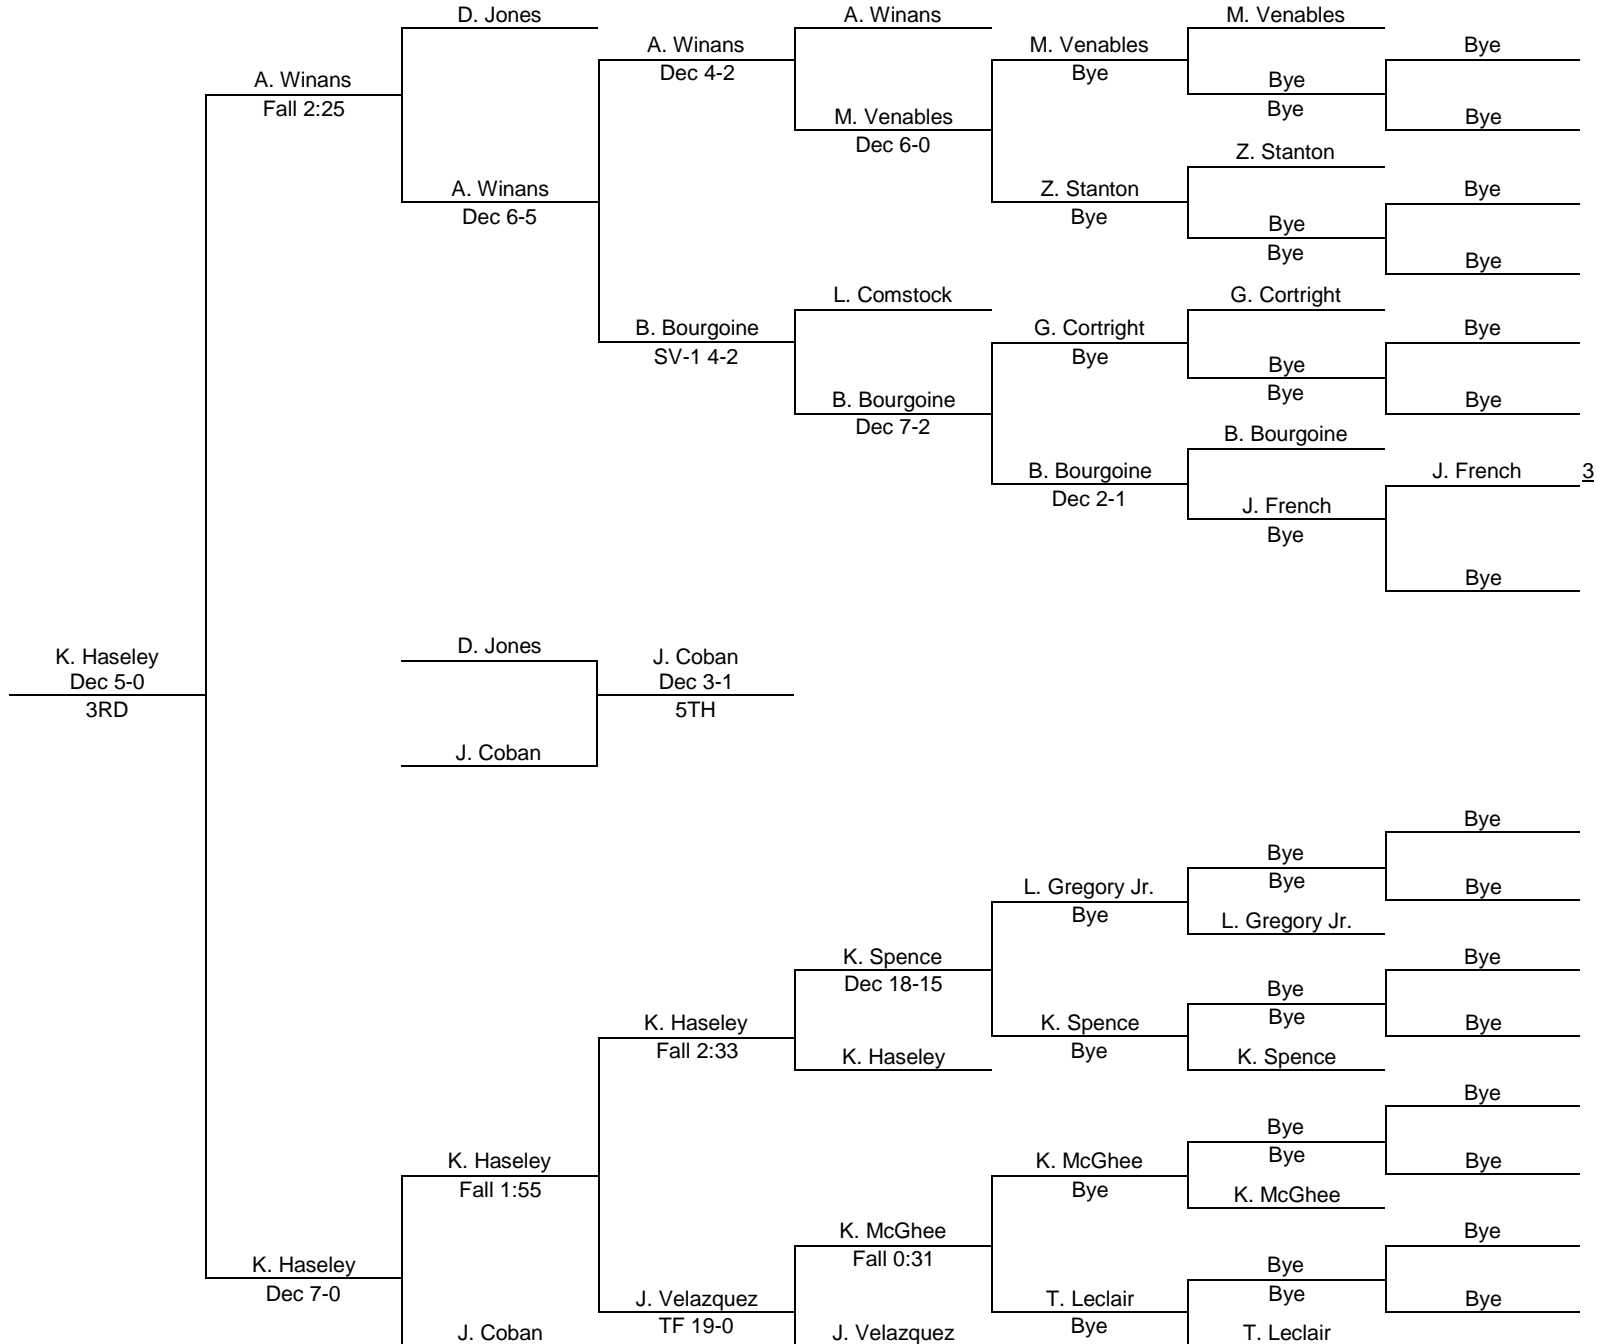 D. Jones
A. Winans
M. Venables
A. Winans
Dec 4-2
M. Venables
Bye
Bye
A. Winans
Fall 2:25
Bye
Bye
M. Venables
Dec 6-0
Bye
Z. Stanton
A. Winans
Dec 6-5
Z. Stanton
Bye
Bye
Bye
Bye
Bye
L. Comstock
G. Cortright
B. Bourgoine
SV-1 4-2
G. Cortright
Bye
Bye
Bye
Bye
B. Bourgoine
Dec 7-2
Bye
B. Bourgoine
B. Bourgoine
Dec 2-1
J. French 3
J. French
Bye
Bye
K. Haseley
Dec 5-0
3RD
D. Jones
J. Coban
Dec 3-1
5TH
J. Coban
Bye
Bye
Bye
L. Gregory Jr.
Bye
Bye
L. Gregory Jr.
K. Spence
Dec 18-15
Bye
Bye
Bye
K. Haseley
Fall 2:33
K. Spence
Bye
Bye
K. Haseley
K. Spence
Bye
Bye
Bye
K. Haseley
Fall 1:55
K. McGhee
Bye
Bye
K. McGhee
K. McGhee
Fall 0:31
Bye
K. Haseley
Dec 7-0
Bye
Bye
J. Velazquez
TF 19-0
T. Leclair
Bye
Bye
J. Coban
J. Velazquez
T. Leclair